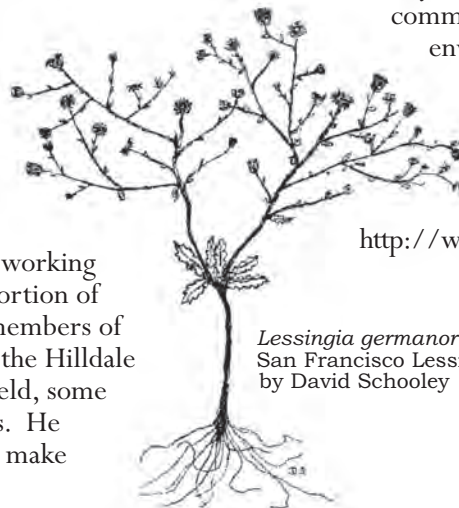 comm
env
http://w
working
ortion of
members of
the Hilldale
eld, some
s. He
make
Lessingia germanor
San Francisco Lessi
by David Schooley